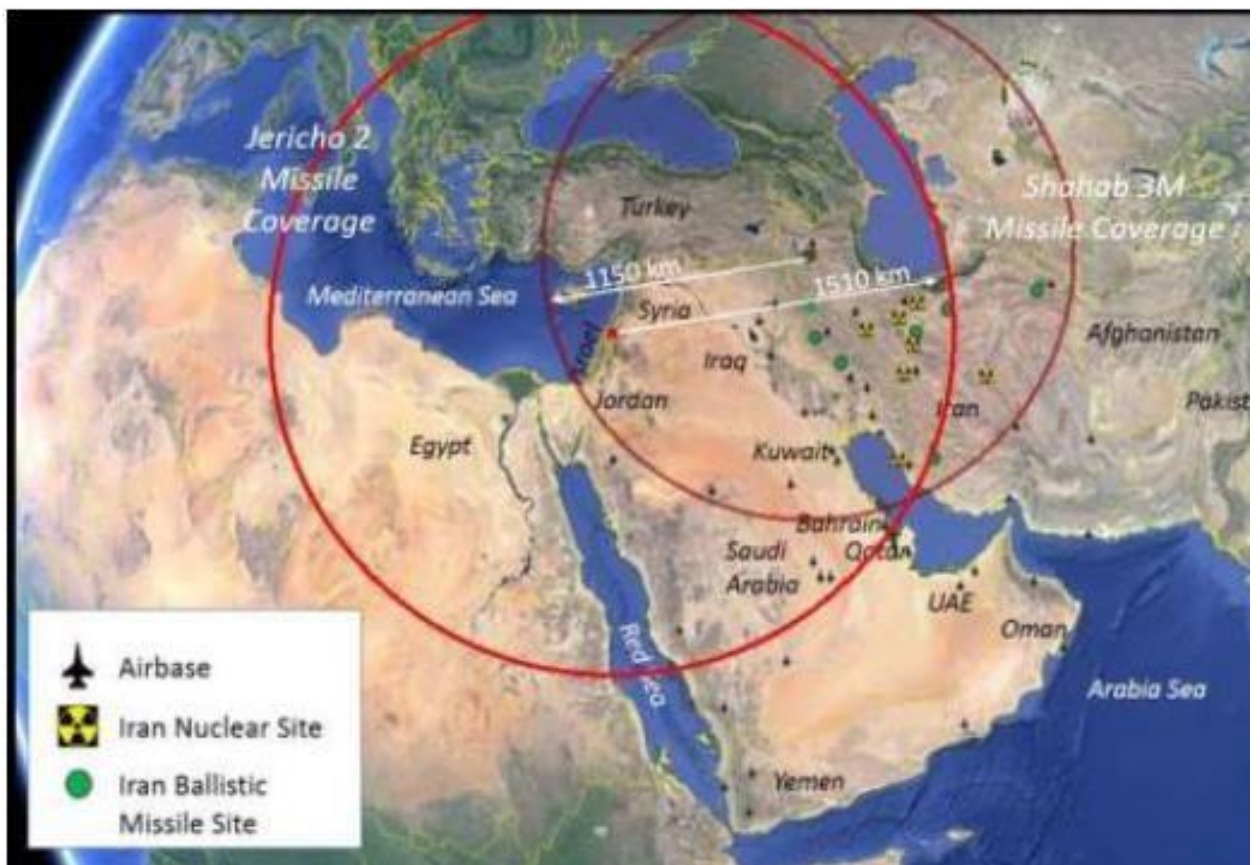 Jericho 2
Missile
Coverage
Turkey
Shahab 3M
Missile Coverage
1150 km
1510 km
Mediterranean Sea
Syria
Afghanistan
Israel
Iraq
Jordan
Iran
Pakist
Egypt
Kuwait
Bahrain
Saudi
Arabia
Qatar
UAE
Oman
Red Sea
Arabia Sea
Yemen
Airbase
Iran Nuclear Site
Iran Ballistic
Missile Site